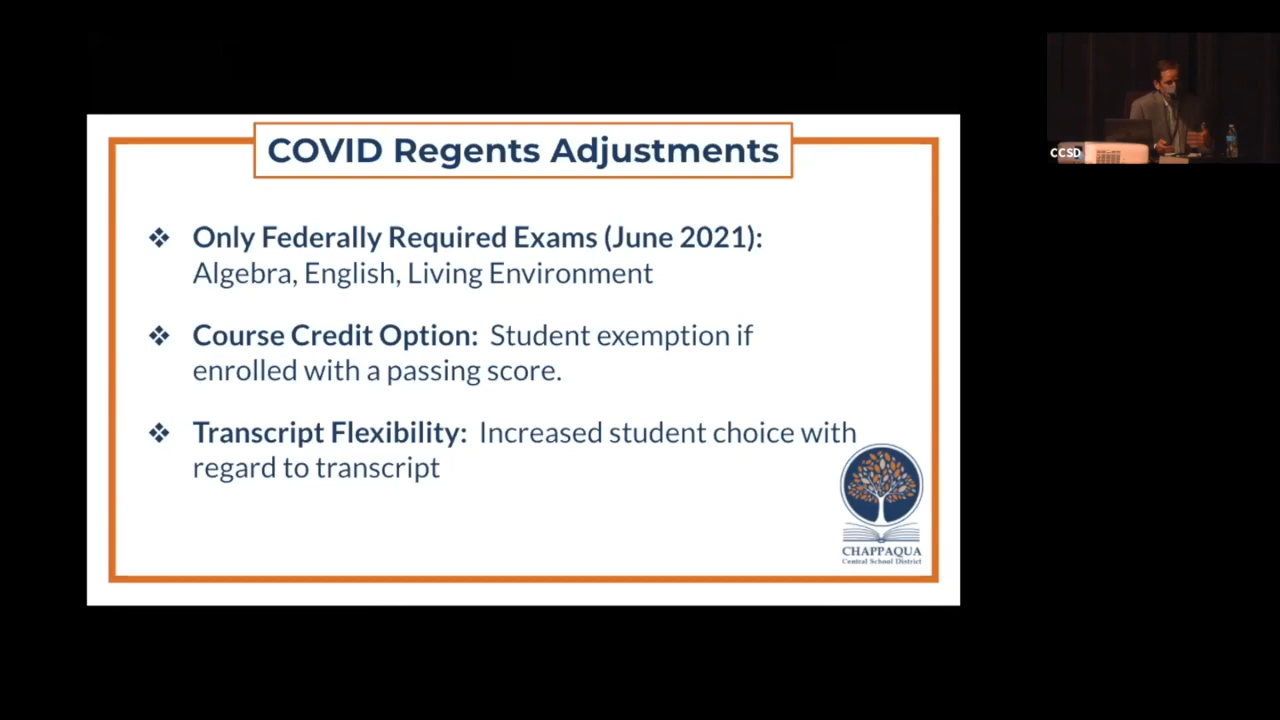 COVID Regents Adjustments
❖ Only Federally Required Exams (June 2021):
Algebra, English, Living Environment
❖ Course Credit Option: Student exemption if
enrolled with a passing score.
❖ Transcript Flexibility: Increased student choice with
regard to transcript
CHAPPAQUA
Central School District
CCSD